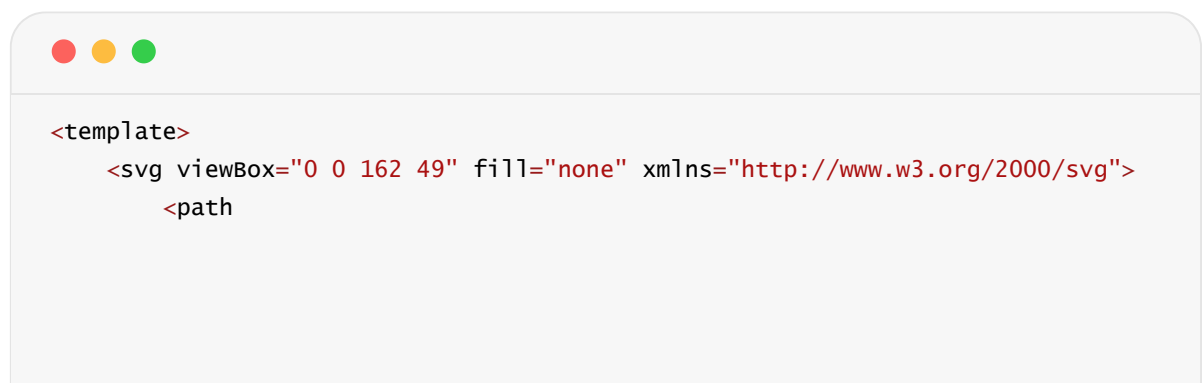 <template>
<svg viewBox="0 0 162 49" fill="none" xmlns="http://www.w3.org/2000/svg">
<path